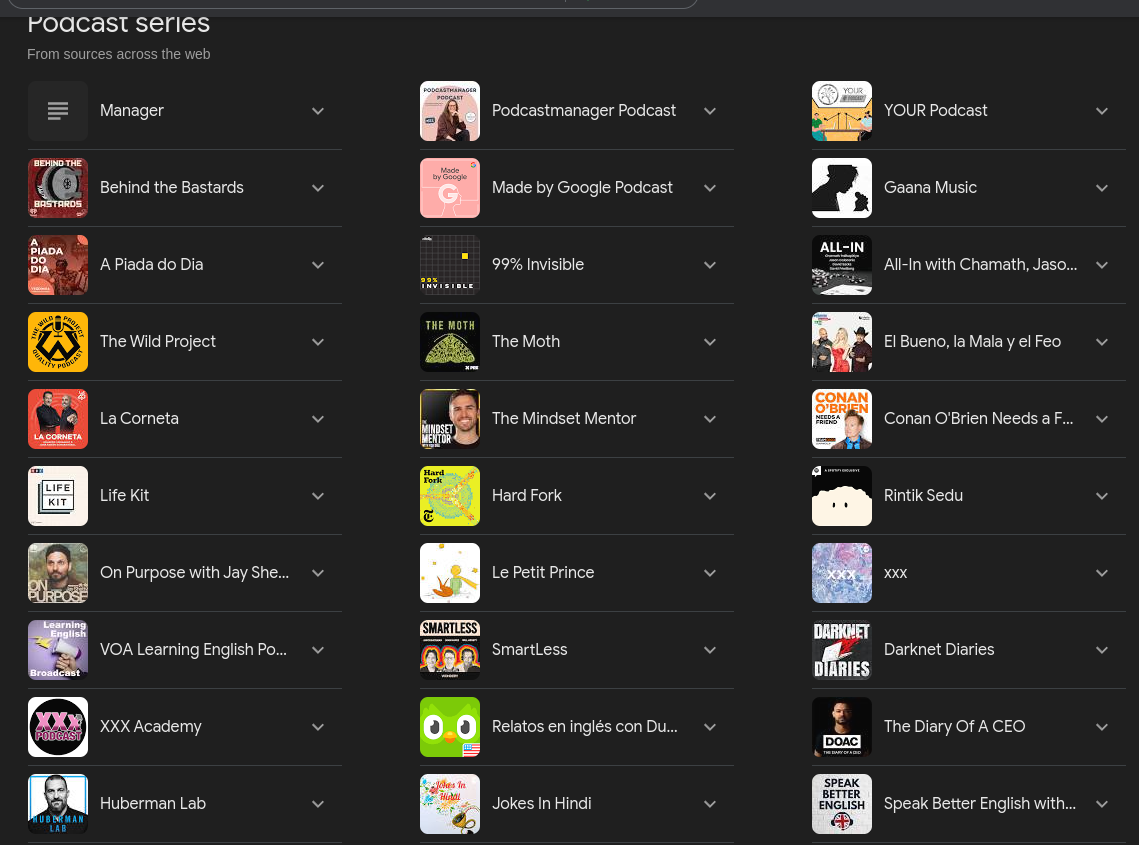 Podcast series
From sources across the web
Manager
PODCASTMANAGER
PODCAST
Podcastmanager Podcast
YOUR
PODCAST
YOUR Podcast
BEHIND THE
BASTARDS
Behind the Bastards
Made
by Google
G
Made by Google Podcast
Gaana Music
A
PIADA
DO
DIA
A Piada do Dia
99%
INVISIBLE
99% Invisible
ALL-IN
All-In with Chamath, Jaso...
THE WILD PROJECT
QUALITY PODCAST
The Wild Project
THE MOTH
The Moth
El Bueno, la Mala y el Feo
LA CORNETA
La Corneta
THE
MINDSET
MENTOR
The Mindset Mentor
CONAN
O'BRIEN
NEEDS A
FRIEND
Conan O'Brien Needs a F...
LIFE
KIT
Life Kit
Hard
Fork
Hard Fork
A SPOTIFY EXCLUSIVE
Rintik Sedu
ON
PURPOSE
On Purpose with Jay She...
Le Petit Prince
XXX
xxx
Learning
English
Broadcast
VOA Learning English Po...
SMARTLESS
WONDERY
SmartLess
DARKNET
DIARIES
Darknet Diaries
XXX
PODCAST
XXX Academy
Relatos en inglés con Du...
DOAC
THE DIARY OF A CEO
The Diary Of A CEO
HUBERMAN
LAB
Huberman Lab
Jokes In
Hindi
Jokes In Hindi
SPEAK
BETTER
ENGLISH
Speak Better English with...